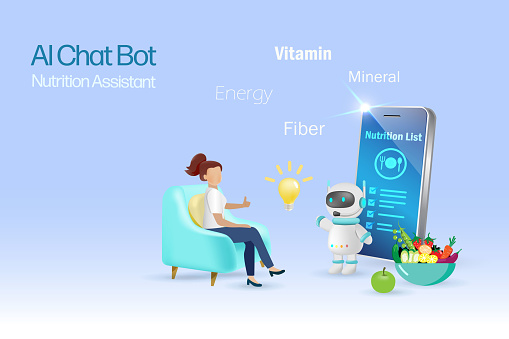 AI Chat Bot
Nutrition Assistant
Vitamin
Mineral
Energy
Fiber
Nutrition List